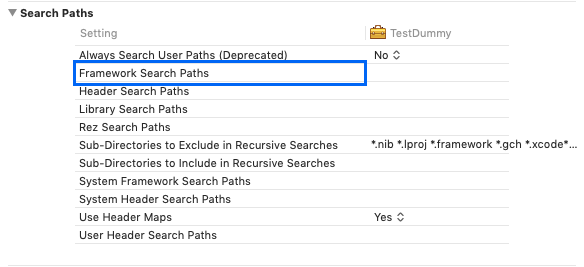 Search Paths
Setting TestDummy
Always Search User Paths (Deprecated) No
Framework Search Paths
Header Search Paths
Library Search Paths
Rez Search Paths
Sub-Directories to Exclude in Recursive Searches *.nib *.lproj *.framework *.gch *.xcode*...
Sub-Directories to Include in Recursive Searches
System Framework Search Paths
System Header Search Paths
Use Header Maps Yes
User Header Search Paths